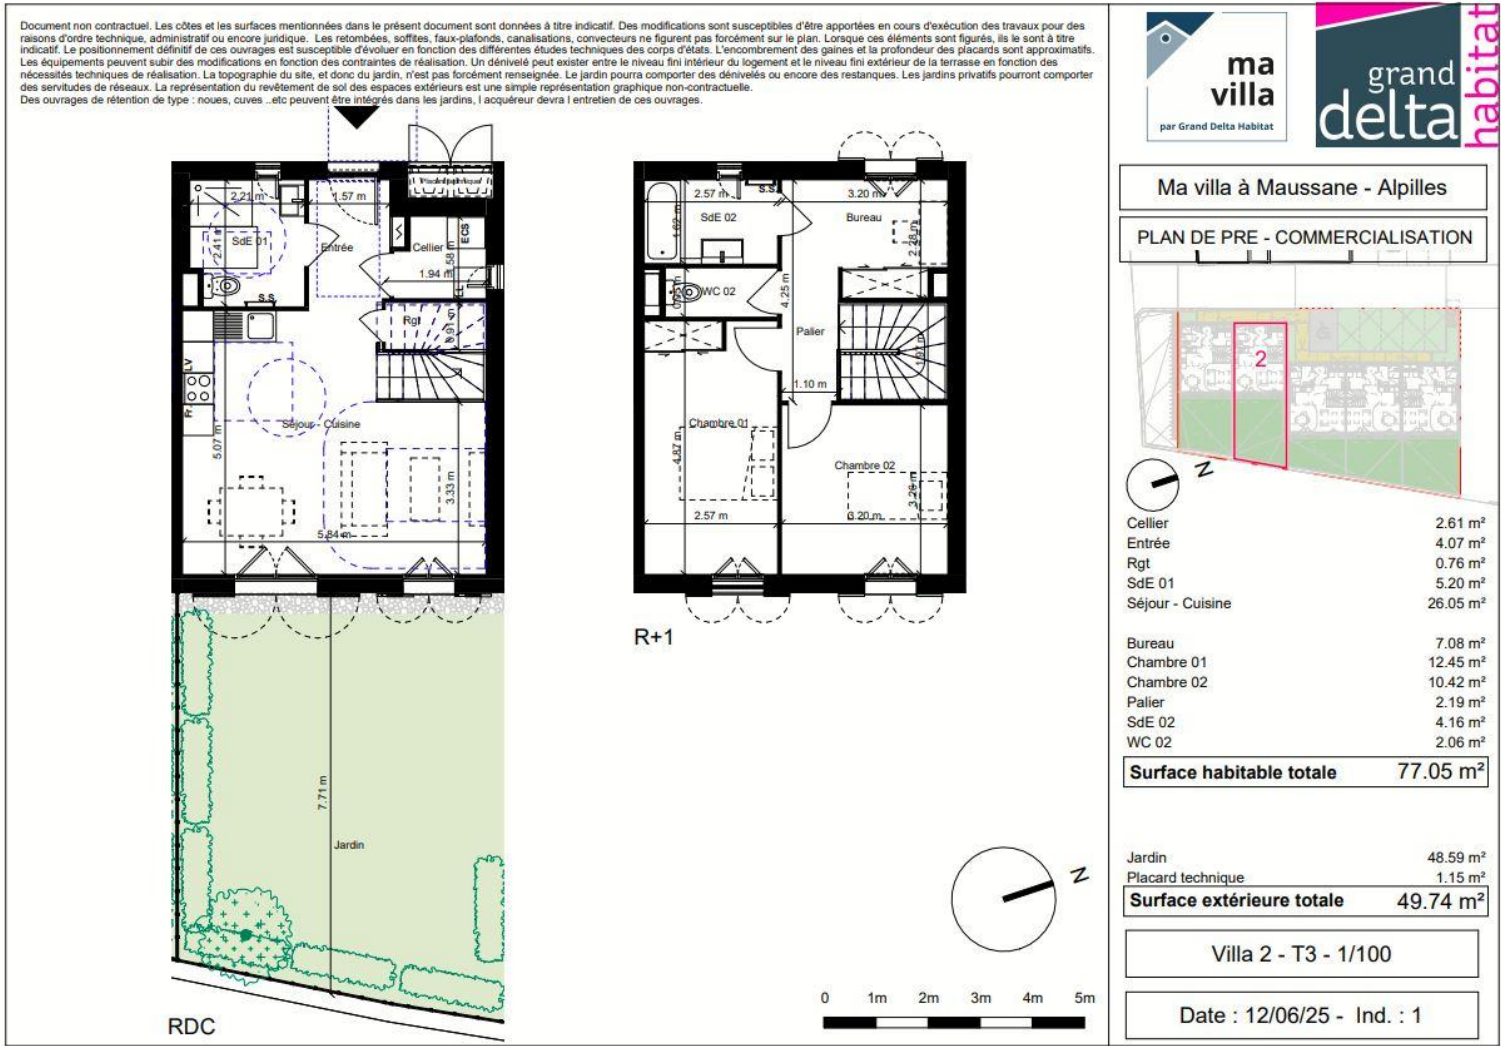 Document non contractuel. Les côtes et les surfaces mentionnées dans le présent document sont données à titre indicatif. Des modifications sont susceptibles d'être apportées en cours d'exécution des travaux pour des
raisons d'ordre technique, administratif ou encore juridique. Les retombées, soffites, faux-plafonds, canalisations, convecteurs ne figurent pas forcément sur le plan. Lorsque ces éléments sont figurés, ils le sont à titre
indicatif. Le positionnement définitif de ces ouvrages est susceptible d'évoluer en fonction des différentes études techniques des corps d'états. L'encombrement des gaines et la profondeur des placards sont approximatifs.
Les équipements peuvent subir des modifications en fonction des contraintes de réalisation. Un dénivelé peut exister entre le niveau fini intérieur du logement et le niveau fini extérieur de la terrasse en fonction des
nécessités techniques de réalisation. La topographie du site, et donc du jardin, n'est pas forcément renseignée. Le jardin pourra comporter des dénivelés ou encore des restanques. Les jardins privatifs pourront comporter
des servitudes de réseaux. La représentation du revêtement de sol des espaces extérieurs est une simple représentation graphique non-contractuelle.
Des ouvrages de rétention de type : noues, cuves ..etc peuvent être intégrés dans les jardins, l acquéreur devra l entretien de ces ouvrages.
ma
villa
par Grand Delta Habitat
grand
delta
habitat
Ma villa à Maussane - Alpilles
PLAN DE PRE - COMMERCIALISATION
2
N
Cellier 2.61 m²
Entrée 4.07 m²
Rgt 0.76 m²
SdE 01 5.20 m²
Séjour - Cuisine 26.05 m²
Bureau 7.08 m²
Chambre 01 12.45 m²
Chambre 02 10.42 m²
Palier 2.19 m²
SdE 02 4.16 m²
WC 02 2.06 m²
Surface habitable totale 77.05 m²
Jardin 48.59 m²
Placard technique 1.15 m²
Surface extérieure totale 49.74 m²
Villa 2 - T3 - 1/100
Date : 12/06/25 - Ind. : 1
2.21 m
1.57 m
SdE 01
2.41 m
Entrée
Cellier
ECS
1.94 m
LL
S.S.
Rgt
0.91 m
LV
Fr
Séjour - Cuisine
5.07 m
3.33 m
5.84 m
7.71 m
Jardin
RDC
2.57 m
S.S.
3.20 m
SdE 02
Bureau
1.62 m
2.28 m
WC 02
4.25 m
Palier
1.10 m
Chambre 01
4.87 m
Chambre 02
3.26 m
2.57 m
3.20 m
R+1
N
0 1m 2m 3m 4m 5m